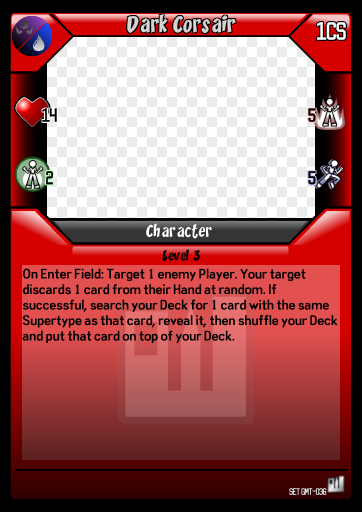 Dark Corsair
1CS
14
5
2
5
Character
Level 3
On Enter Field: Target 1 enemy Player. Your target
discards 1 card from their Hand at random. If
successful, search your Deck for 1 card with the same
Supertype as that card, reveal it, then shuffle your Deck
and put that card on top of your Deck.
SET GMT-036